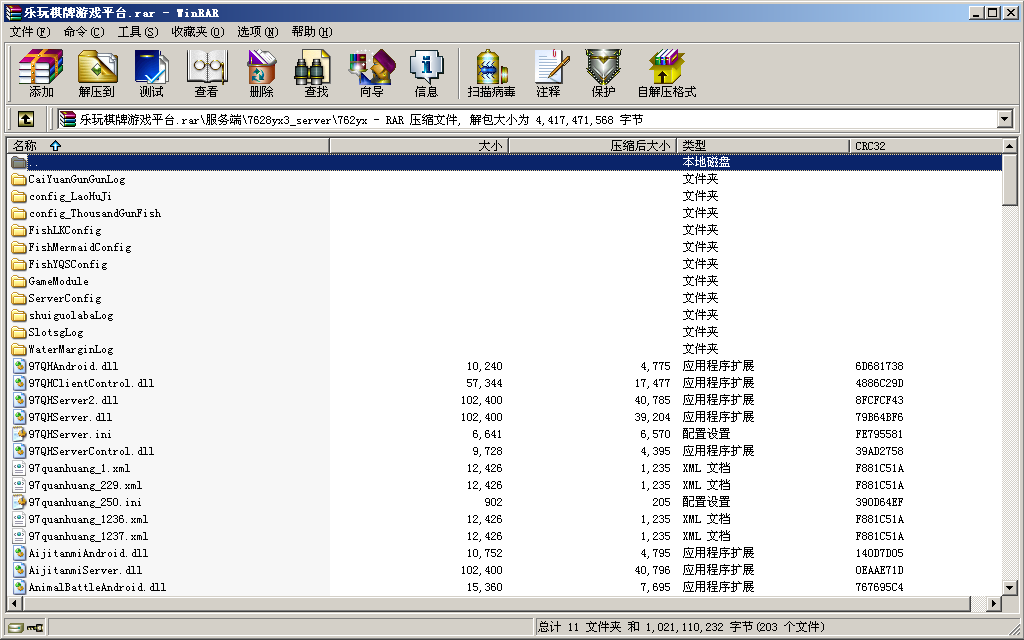 乐玩棋牌游戏平台.rar - WinRAR
文件(F) 命令(C) 工具(S) 收藏夹(O) 选项(N) 帮助(H)
添加 解压到 测试 查看 删除 查找 向导 信息 扫描病毒 注释 保护 自解压格式
乐玩棋牌游戏平台.rar\服务端\7628yx3_server\762yx - RAR 压缩文件, 解包大小为 4,417,471,568 字节
名称 大小 压缩后大小 类型 CRC32
.. 本地磁盘
CaiYuanGunGunLog 文件夹
config_LaoHuJi 文件夹
config_ThousandGunFish 文件夹
FishLKConfig 文件夹
FishMermaidConfig 文件夹
FishYQSConfig 文件夹
GameModule 文件夹
ServerConfig 文件夹
shuiguolabaLog 文件夹
SlotsgLog 文件夹
WaterMarginLog 文件夹
97QHAndroid.dll 10,240 4,775 应用程序扩展 6D681738
97QHClientControl.dll 57,344 17,477 应用程序扩展 4886C29D
97QHServer2.dll 102,400 40,785 应用程序扩展 8FCFCF43
97QHServer.dll 102,400 39,204 应用程序扩展 79B64BF6
97QHServer.ini 6,641 6,570 配置设置 FE795581
97QHServerControl.dll 9,728 4,395 应用程序扩展 39AD2758
97quanhuang_1.xml 12,426 1,235 XML 文档 F881C51A
97quanhuang_229.xml 12,426 1,235 XML 文档 F881C51A
97quanhuang_250.ini 902 205 配置设置 390D64EF
97quanhuang_1236.xml 12,426 1,235 XML 文档 F881C51A
97quanhuang_1237.xml 12,426 1,235 XML 文档 F881C51A
AijitanmiAndroid.dll 10,752 4,795 应用程序扩展 140D7D05
AijitanmiServer.dll 102,400 40,796 应用程序扩展 0EAAE71D
AnimalBattleAndroid.dll 15,360 7,695 应用程序扩展 767695C4
总计 11 文件夹 和 1,021,110,232 字节(203 个文件)